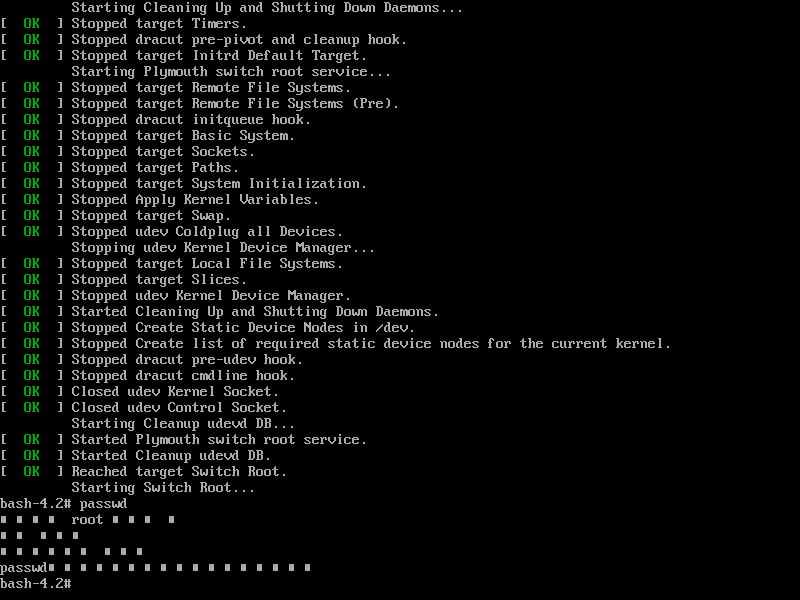 Starting Cleaning Up and Shutting Down Daemons...
[  OK  ] Stopped target Timers.
[  OK  ] Stopped dracut pre-pivot and cleanup hook.
[  OK  ] Stopped target Initrd Default Target.
Starting Plymouth switch root service...
[  OK  ] Stopped target Remote File Systems.
[  OK  ] Stopped target Remote File Systems (Pre).
[  OK  ] Stopped dracut initqueue hook.
[  OK  ] Stopped target Basic System.
[  OK  ] Stopped target Sockets.
[  OK  ] Stopped target Paths.
[  OK  ] Stopped target System Initialization.
[  OK  ] Stopped Apply Kernel Variables.
[  OK  ] Stopped target Swap.
[  OK  ] Stopped udev Coldplug all Devices.
Stopping udev Kernel Device Manager...
[  OK  ] Stopped target Local File Systems.
[  OK  ] Stopped target Slices.
[  OK  ] Stopped udev Kernel Device Manager.
[  OK  ] Started Cleaning Up and Shutting Down Daemons.
[  OK  ] Stopped Create Static Device Nodes in /dev.
[  OK  ] Stopped Create list of required static device nodes for the current kernel.
[  OK  ] Stopped dracut pre-udev hook.
[  OK  ] Stopped dracut cmdline hook.
[  OK  ] Closed udev Kernel Socket.
[  OK  ] Closed udev Control Socket.
Starting Cleanup udevd DB...
[  OK  ] Started Plymouth switch root service.
[  OK  ] Started Cleanup udevd DB.
[  OK  ] Reached target Switch Root.
Starting Switch Root...
bash-4.2# passwd
root
passwd
bash-4.2#